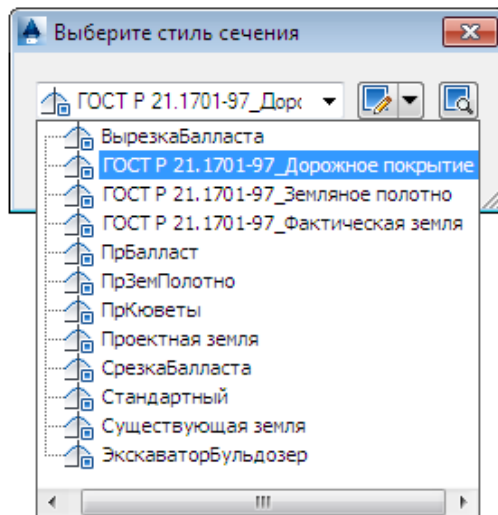 Выберите стиль сечения
ГОСТ Р 21.1701-97_Доро
ВырезкаБалласта
ГОСТ Р 21.1701-97_Дорожное покрытие
ГОСТ Р 21.1701-97_Земляное полотно
ГОСТ Р 21.1701-97_Фактическая земля
ПрБалласт
ПрЗемПолотно
ПрКюветы
Проектная земля
СрезкаБалласта
Стандартный
Существующая земля
ЭкскаваторБульдозер